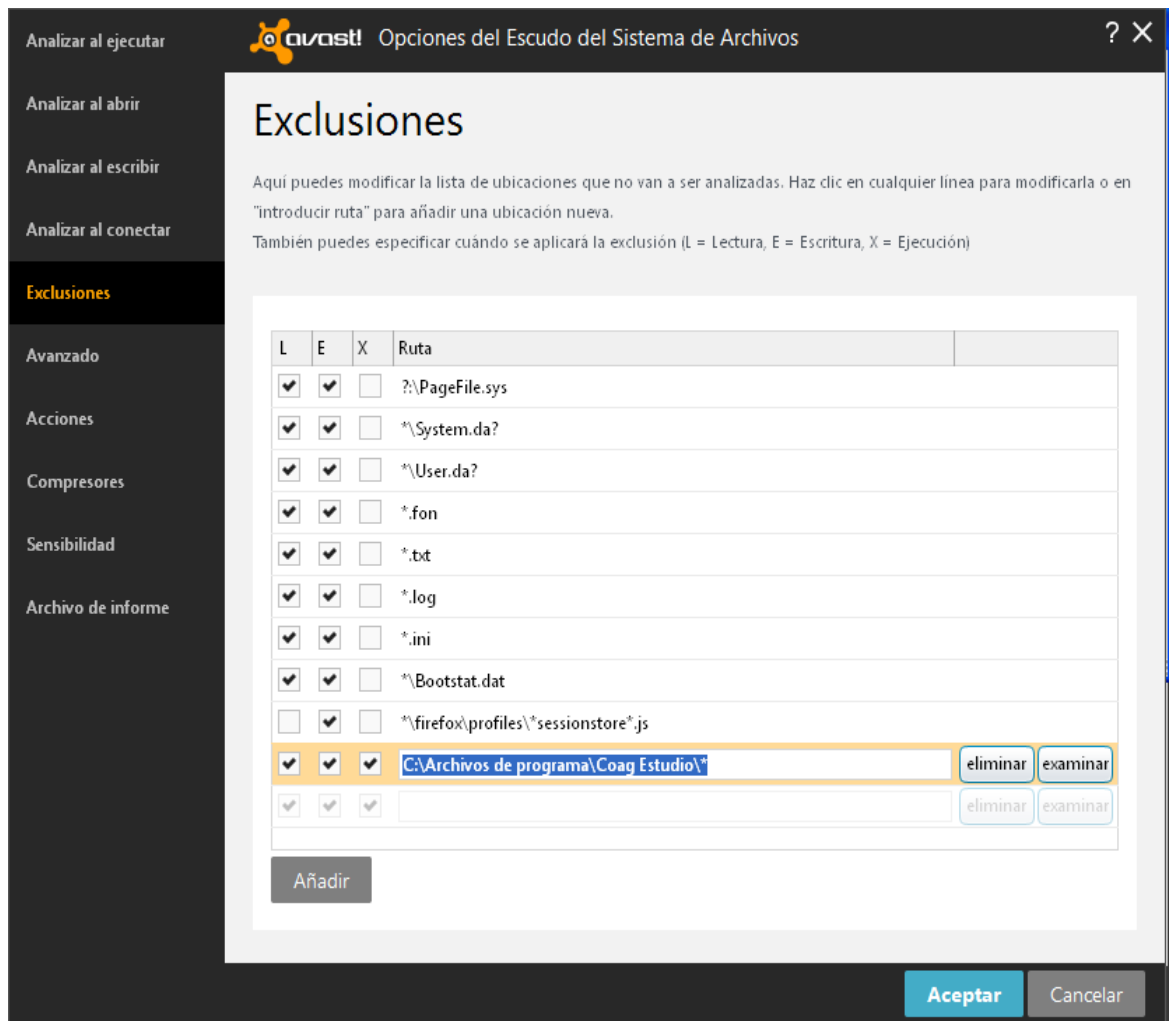 Analizar al ejecutar
Analizar al abrir
Analizar al escribir
Analizar al conectar
Exclusiones
Avanzado
Acciones
Compresores
Sensibilidad
Archivo de informe
avast! Opciones del Escudo del Sistema de Archivos
? X
Exclusiones
Aquí puedes modificar la lista de ubicaciones que no van a ser analizadas. Haz clic en cualquier línea para modificarla o en
"introducir ruta" para añadir una ubicación nueva.
También puedes especificar cuándo se aplicará la exclusión (L = Lectura, E = Escritura, X = Ejecución)
L E X Ruta
?:\PageFile.sys
*\System.da?
*\User.da?
*.fon
*.txt
*.log
*.ini
*\Bootstat.dat
*\firefox\profiles\*sessionstore*.js
C:\Archivos de programa\Coag Estudio\* eliminar examinar
eliminar examinar
Añadir
Aceptar Cancelar